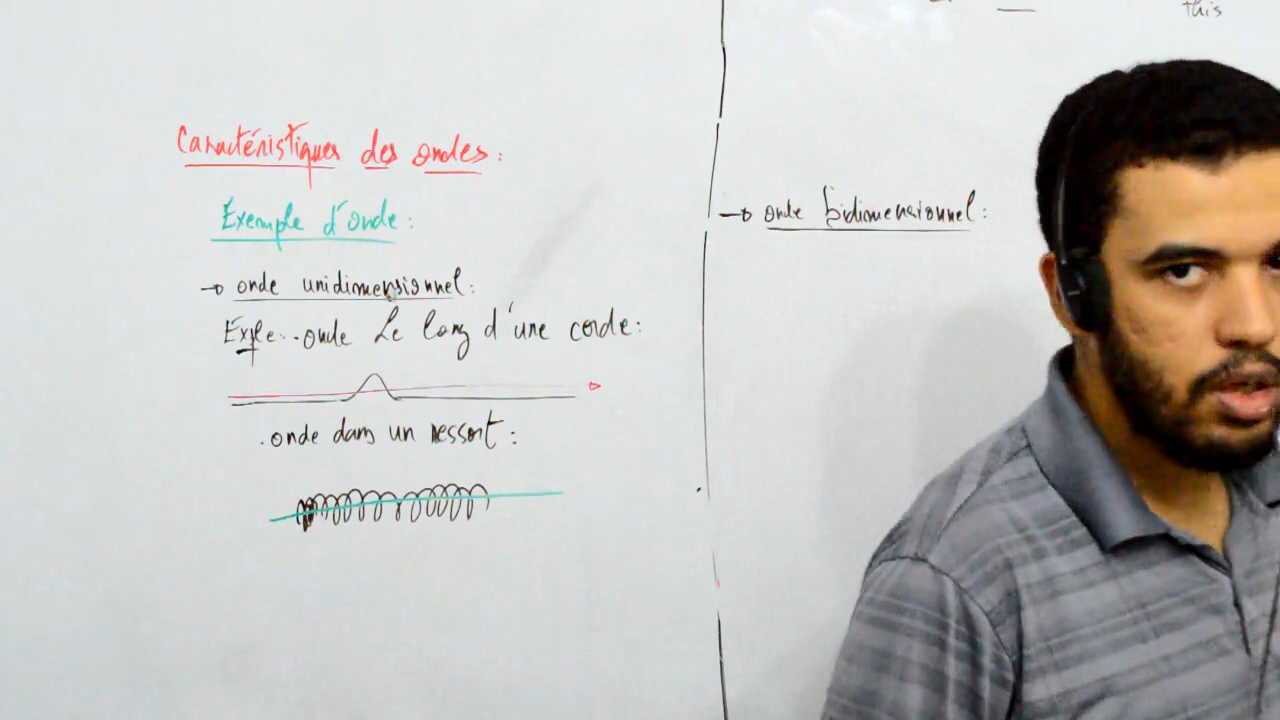 Caractéristiques des ondes:
Exemple d'onde:
→ onde unidimensionnel:
Exple: . onde le long d'une corde:
. onde dans un ressort:
this
→ onde bidimensionnel: